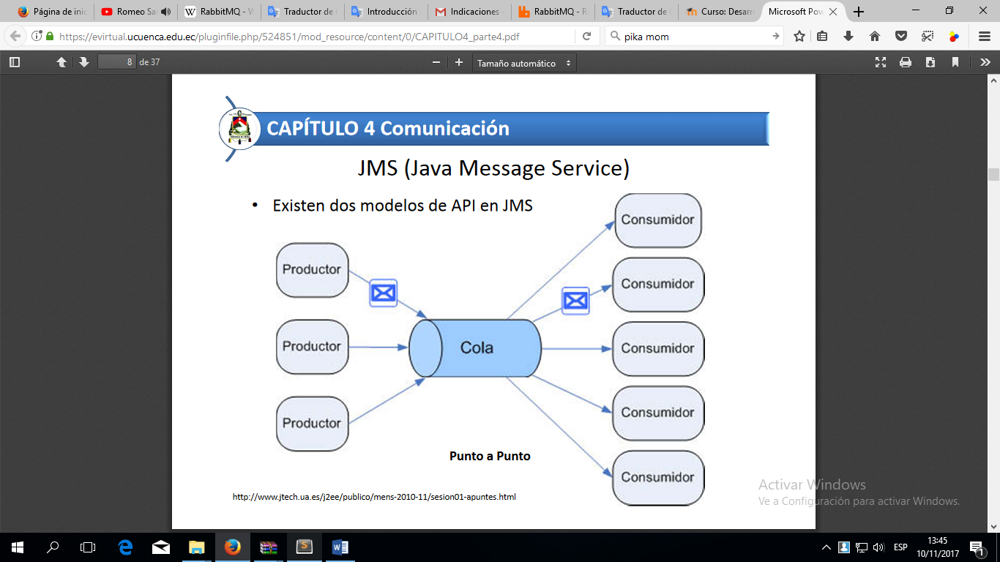 Página de inic
Romeo Sa
RabbitMQ - W
Traductor de G
Introducción
Indicaciones -
RabbitMQ - R
Traductor de G
Curso: Desarr
Microsoft Pow
https://evirtual.ucuenca.edu.ec/pluginfile.php/524851/mod_resource/content/0/CAPITULO4_parte4.pdf
pika mom
8 de 37
Tamaño automático
CAPÍTULO 4 Comunicación
JMS (Java Message Service)
• Existen dos modelos de API en JMS
Productor
Productor
Productor
Cola
Consumidor
Consumidor
Consumidor
Consumidor
Consumidor
Punto a Punto
http://www.jtech.ua.es/j2ee/publico/mens-2010-11/sesion01-apuntes.html
Activar Windows
Ve a Configuración para activar Windows.
ESP
13:45
10/11/2017
1